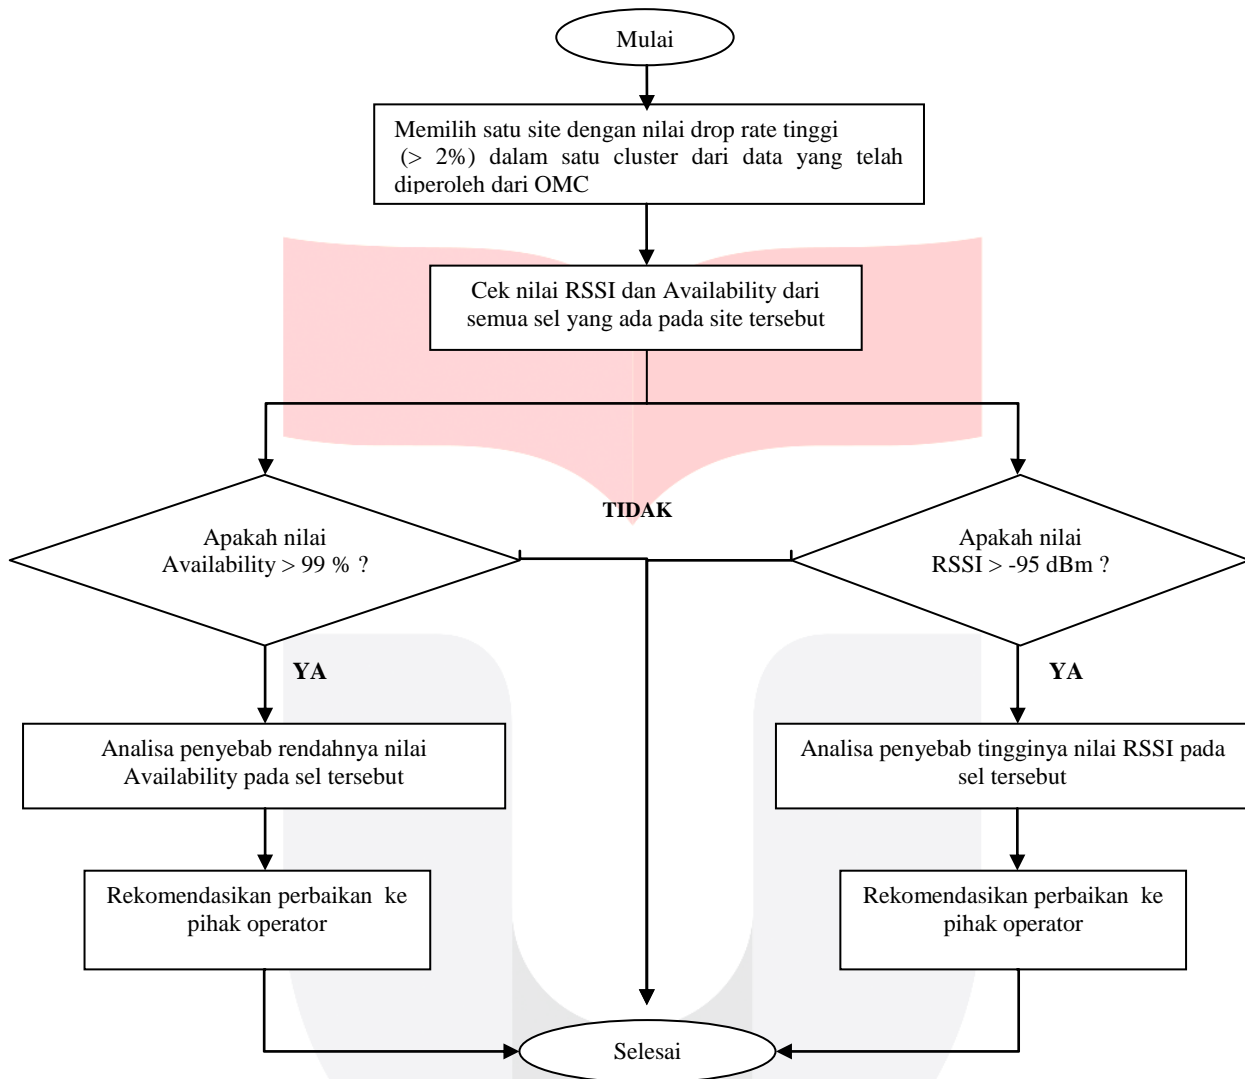 Mulai
Memilih satu site dengan nilai drop rate tinggi
(> 2%) dalam satu cluster dari data yang telah
diperoleh dari OMC
Cek nilai RSSI dan Availability dari
semua sel yang ada pada site tersebut
TIDAK
Apakah nilai
Availability > 99 % ?
Apakah nilai
RSSI > -95 dBm ?
YA
YA
Analisa penyebab rendahnya nilai
Availability pada sel tersebut
Analisa penyebab tingginya nilai RSSI pada
sel tersebut
Rekomendasikan perbaikan ke
pihak operator
Rekomendasikan perbaikan ke
pihak operator
Selesai